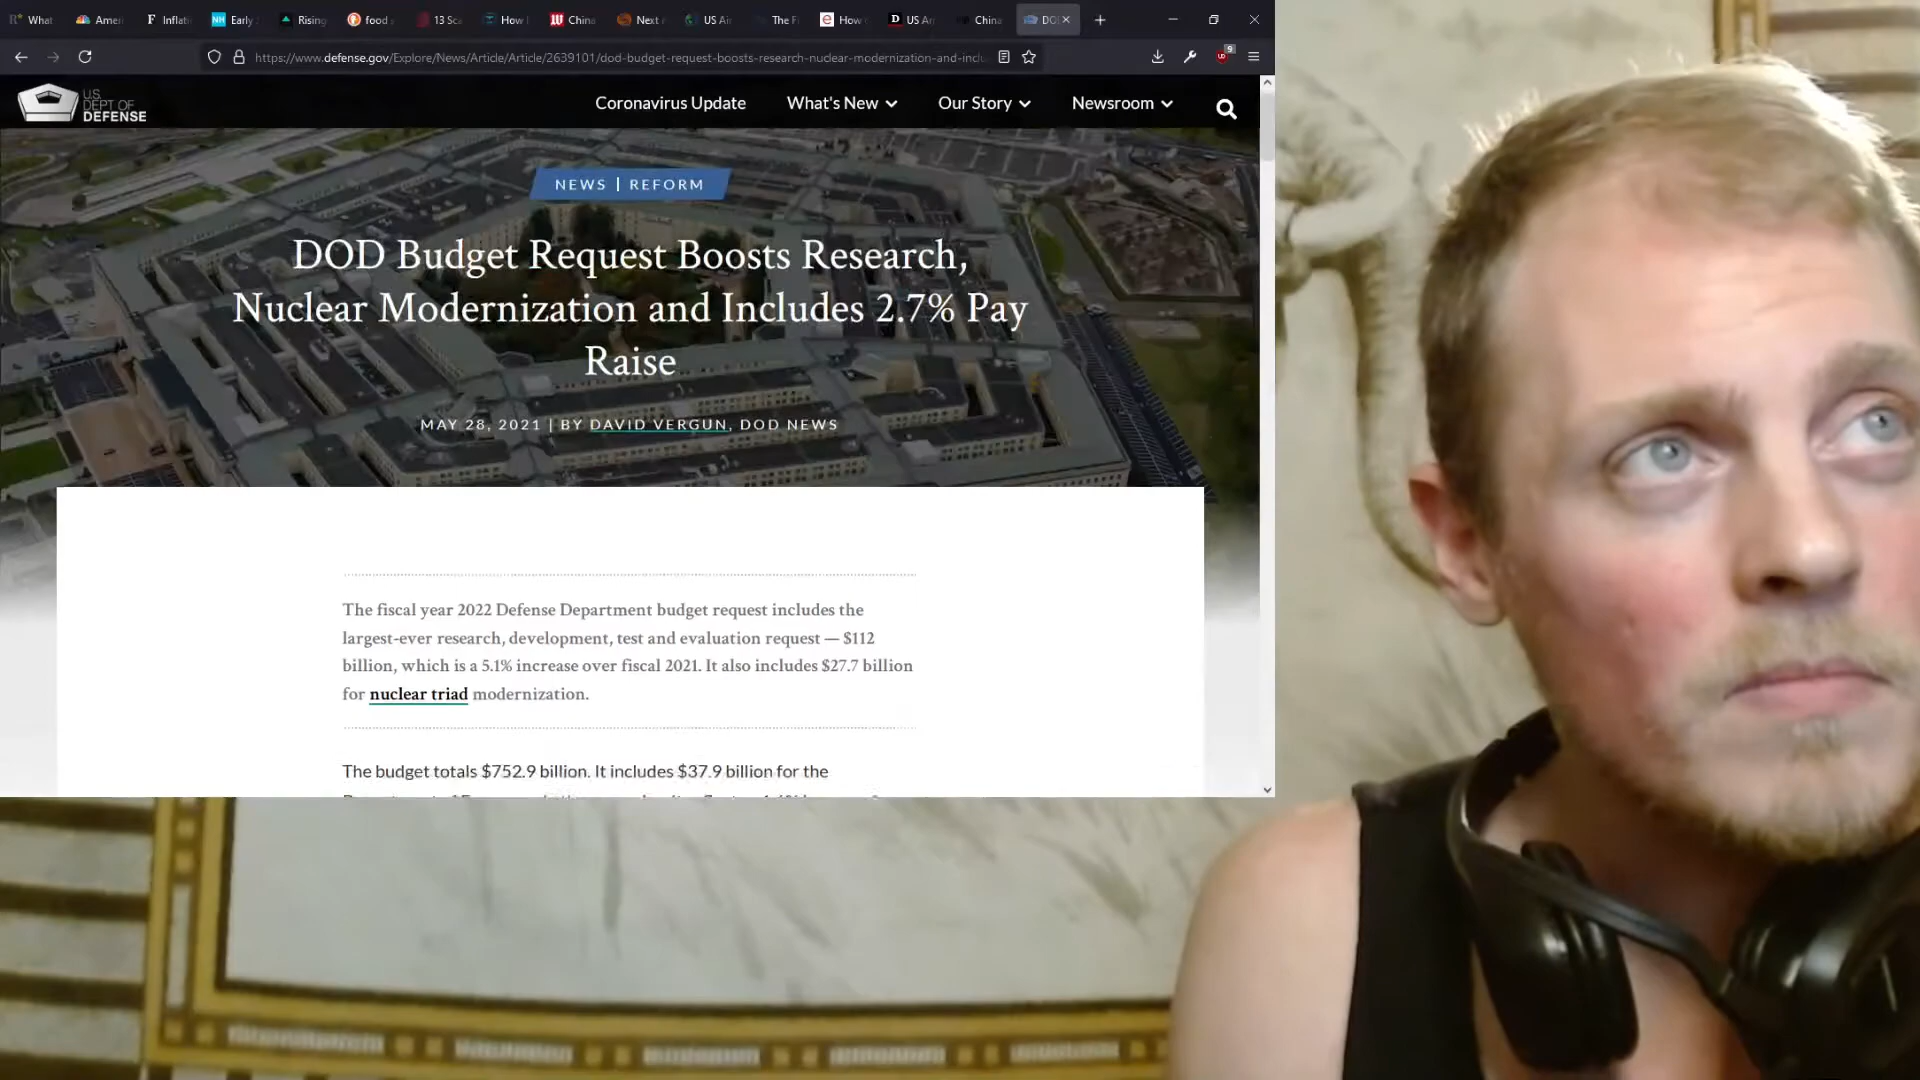 What
Amer
Inflati
Early
Rising
food
13 Sca
How
China
Next
US Air
The F
How
US Ar
China
DO
https://www.defense.gov/Explore/News/Article/Article/2639101/dod-budget-request-boosts-research-nuclear-modernization-and-inclu
9
U.S.
DEPT OF
DEFENSE
Coronavirus Update
What's New
Our Story
Newsroom
NEWS | REFORM
DOD Budget Request Boosts Research,
Nuclear Modernization and Includes 2.7% Pay
Raise
MAY 28, 2021 | BY DAVID VERGUN, DOD NEWS
The fiscal year 2022 Defense Department budget request includes the
largest-ever research, development, test and evaluation request — $112
billion, which is a 5.1% increase over fiscal 2021. It also includes $27.7 billion
for nuclear triad modernization.
The budget totals $752.9 billion. It includes $37.9 billion for the